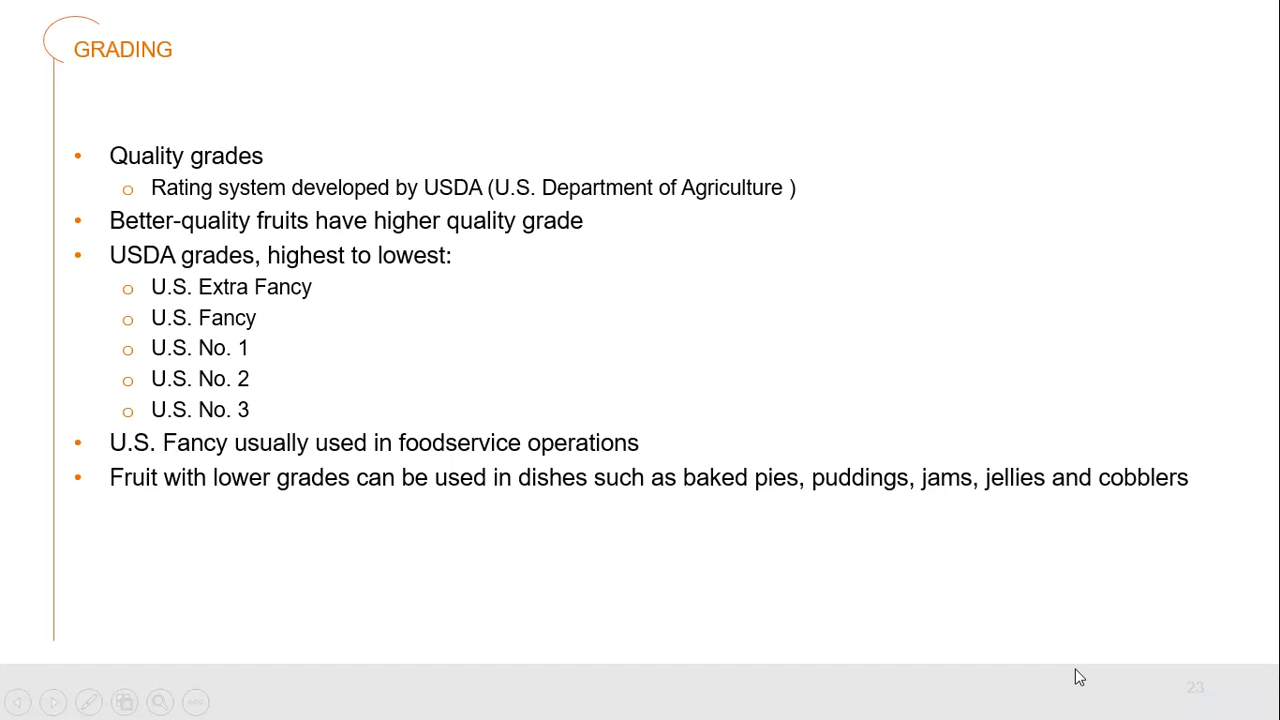 GRADING
• Quality grades
o Rating system developed by USDA (U.S. Department of Agriculture )
• Better-quality fruits have higher quality grade
• USDA grades, highest to lowest:
o U.S. Extra Fancy
o U.S. Fancy
o U.S. No. 1
o U.S. No. 2
o U.S. No. 3
• U.S. Fancy usually used in foodservice operations
• Fruit with lower grades can be used in dishes such as baked pies, puddings, jams, jellies and cobblers
23